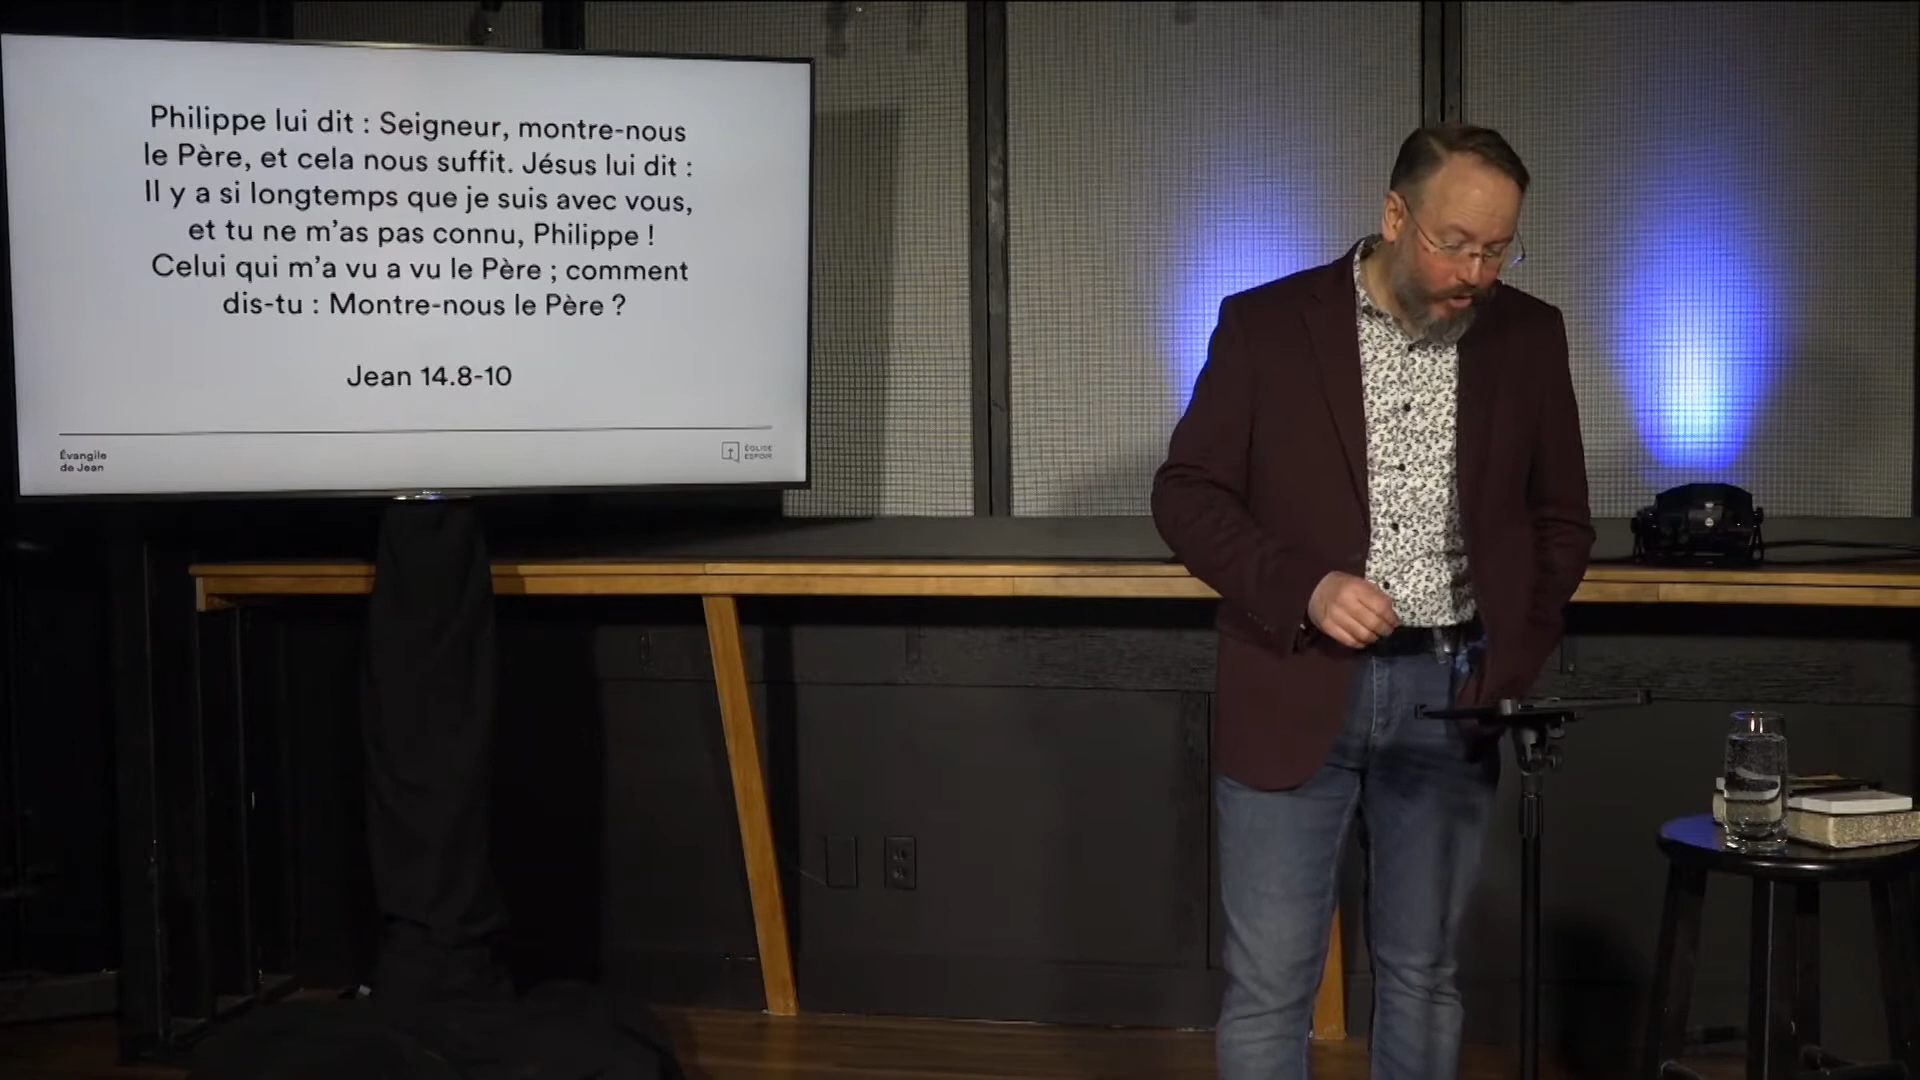 Philippe lui dit : Seigneur, montre-nous
le Père, et cela nous suffit. Jésus lui dit :
Il y a si longtemps que je suis avec vous,
et tu ne m’as pas connu, Philippe !
Celui qui m’a vu a vu le Père ; comment
dis-tu : Montre-nous le Père ?
Jean 14.8-10
Évangile
de Jean
ÉGLISE
ESPOIR